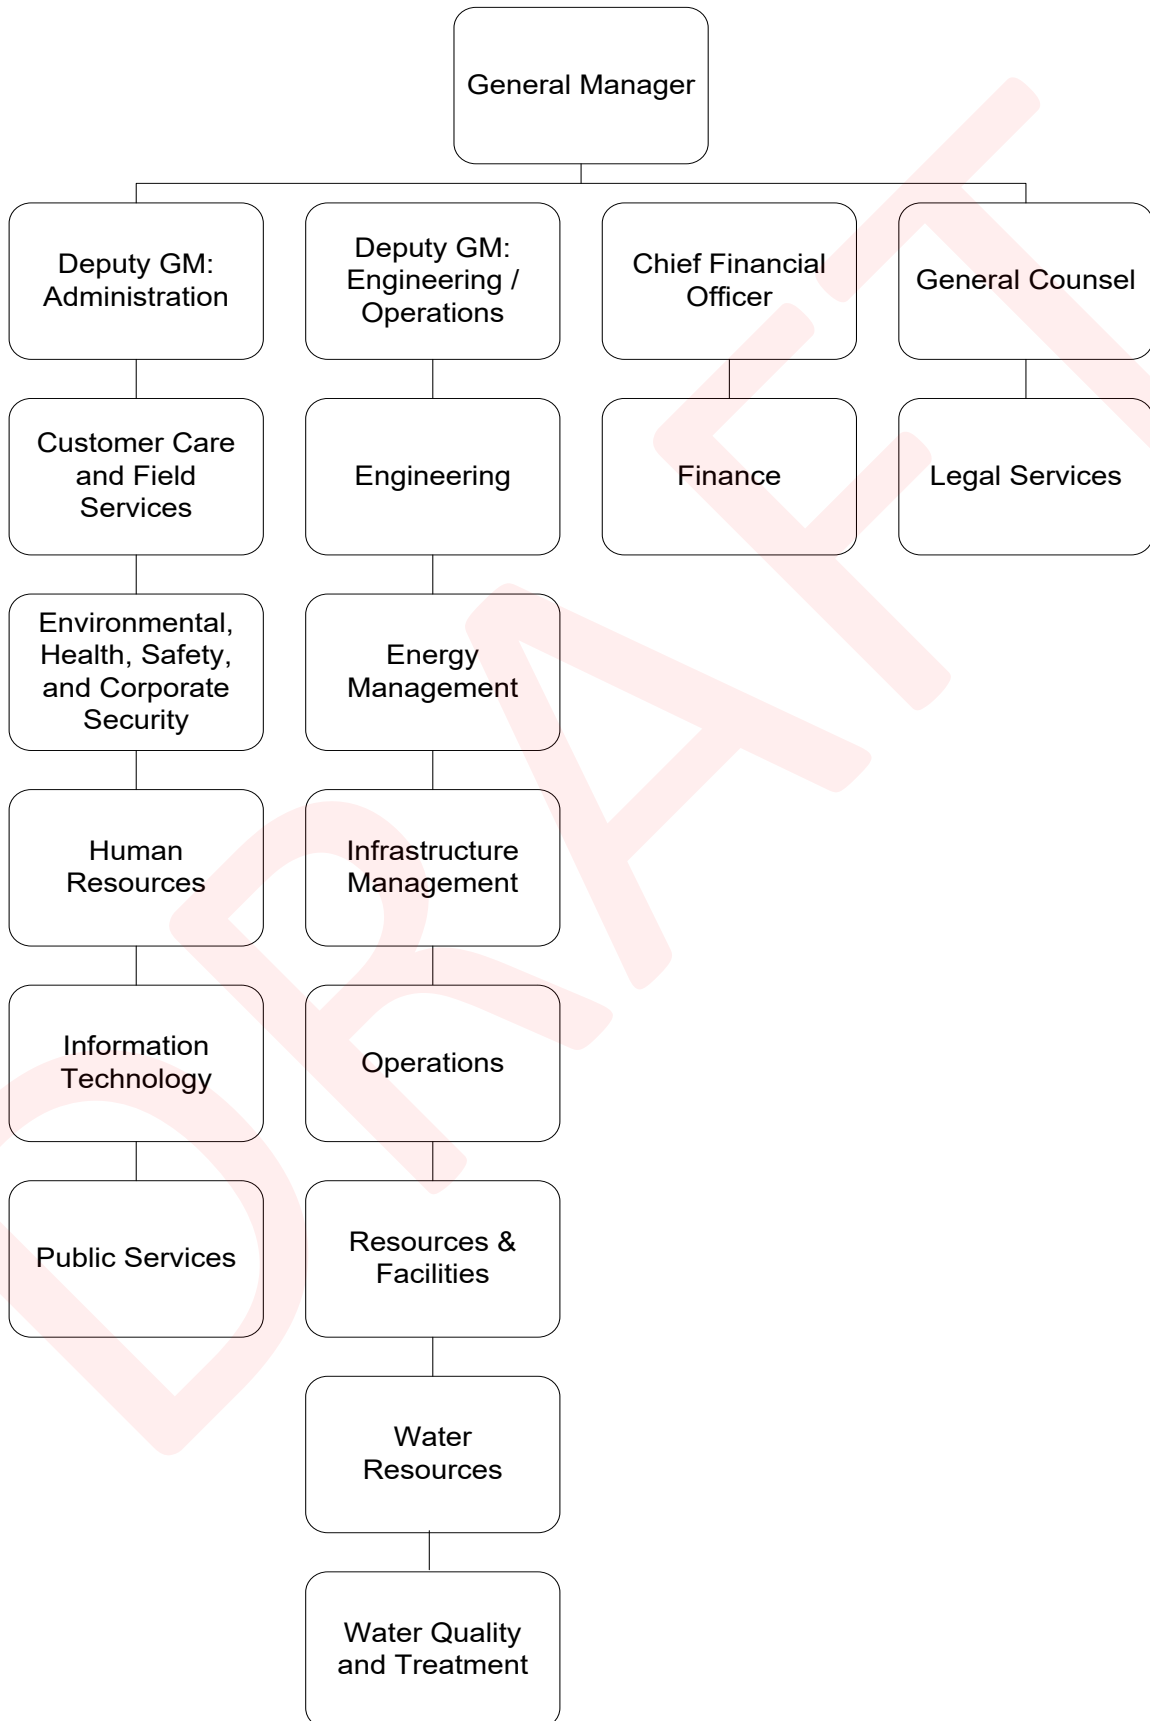 General Manager
Deputy GM:
Administration
Deputy GM:
Engineering /
Operations
Chief Financial
Officer
General Counsel
Customer Care
and Field
Services
Engineering
Finance
Legal Services
Environmental,
Health, Safety,
and Corporate
Security
Energy
Management
Human
Resources
Infrastructure
Management
Information
Technology
Operations
Public Services
Resources &
Facilities
Water
Resources
Water Quality
and Treatment
DRAFT